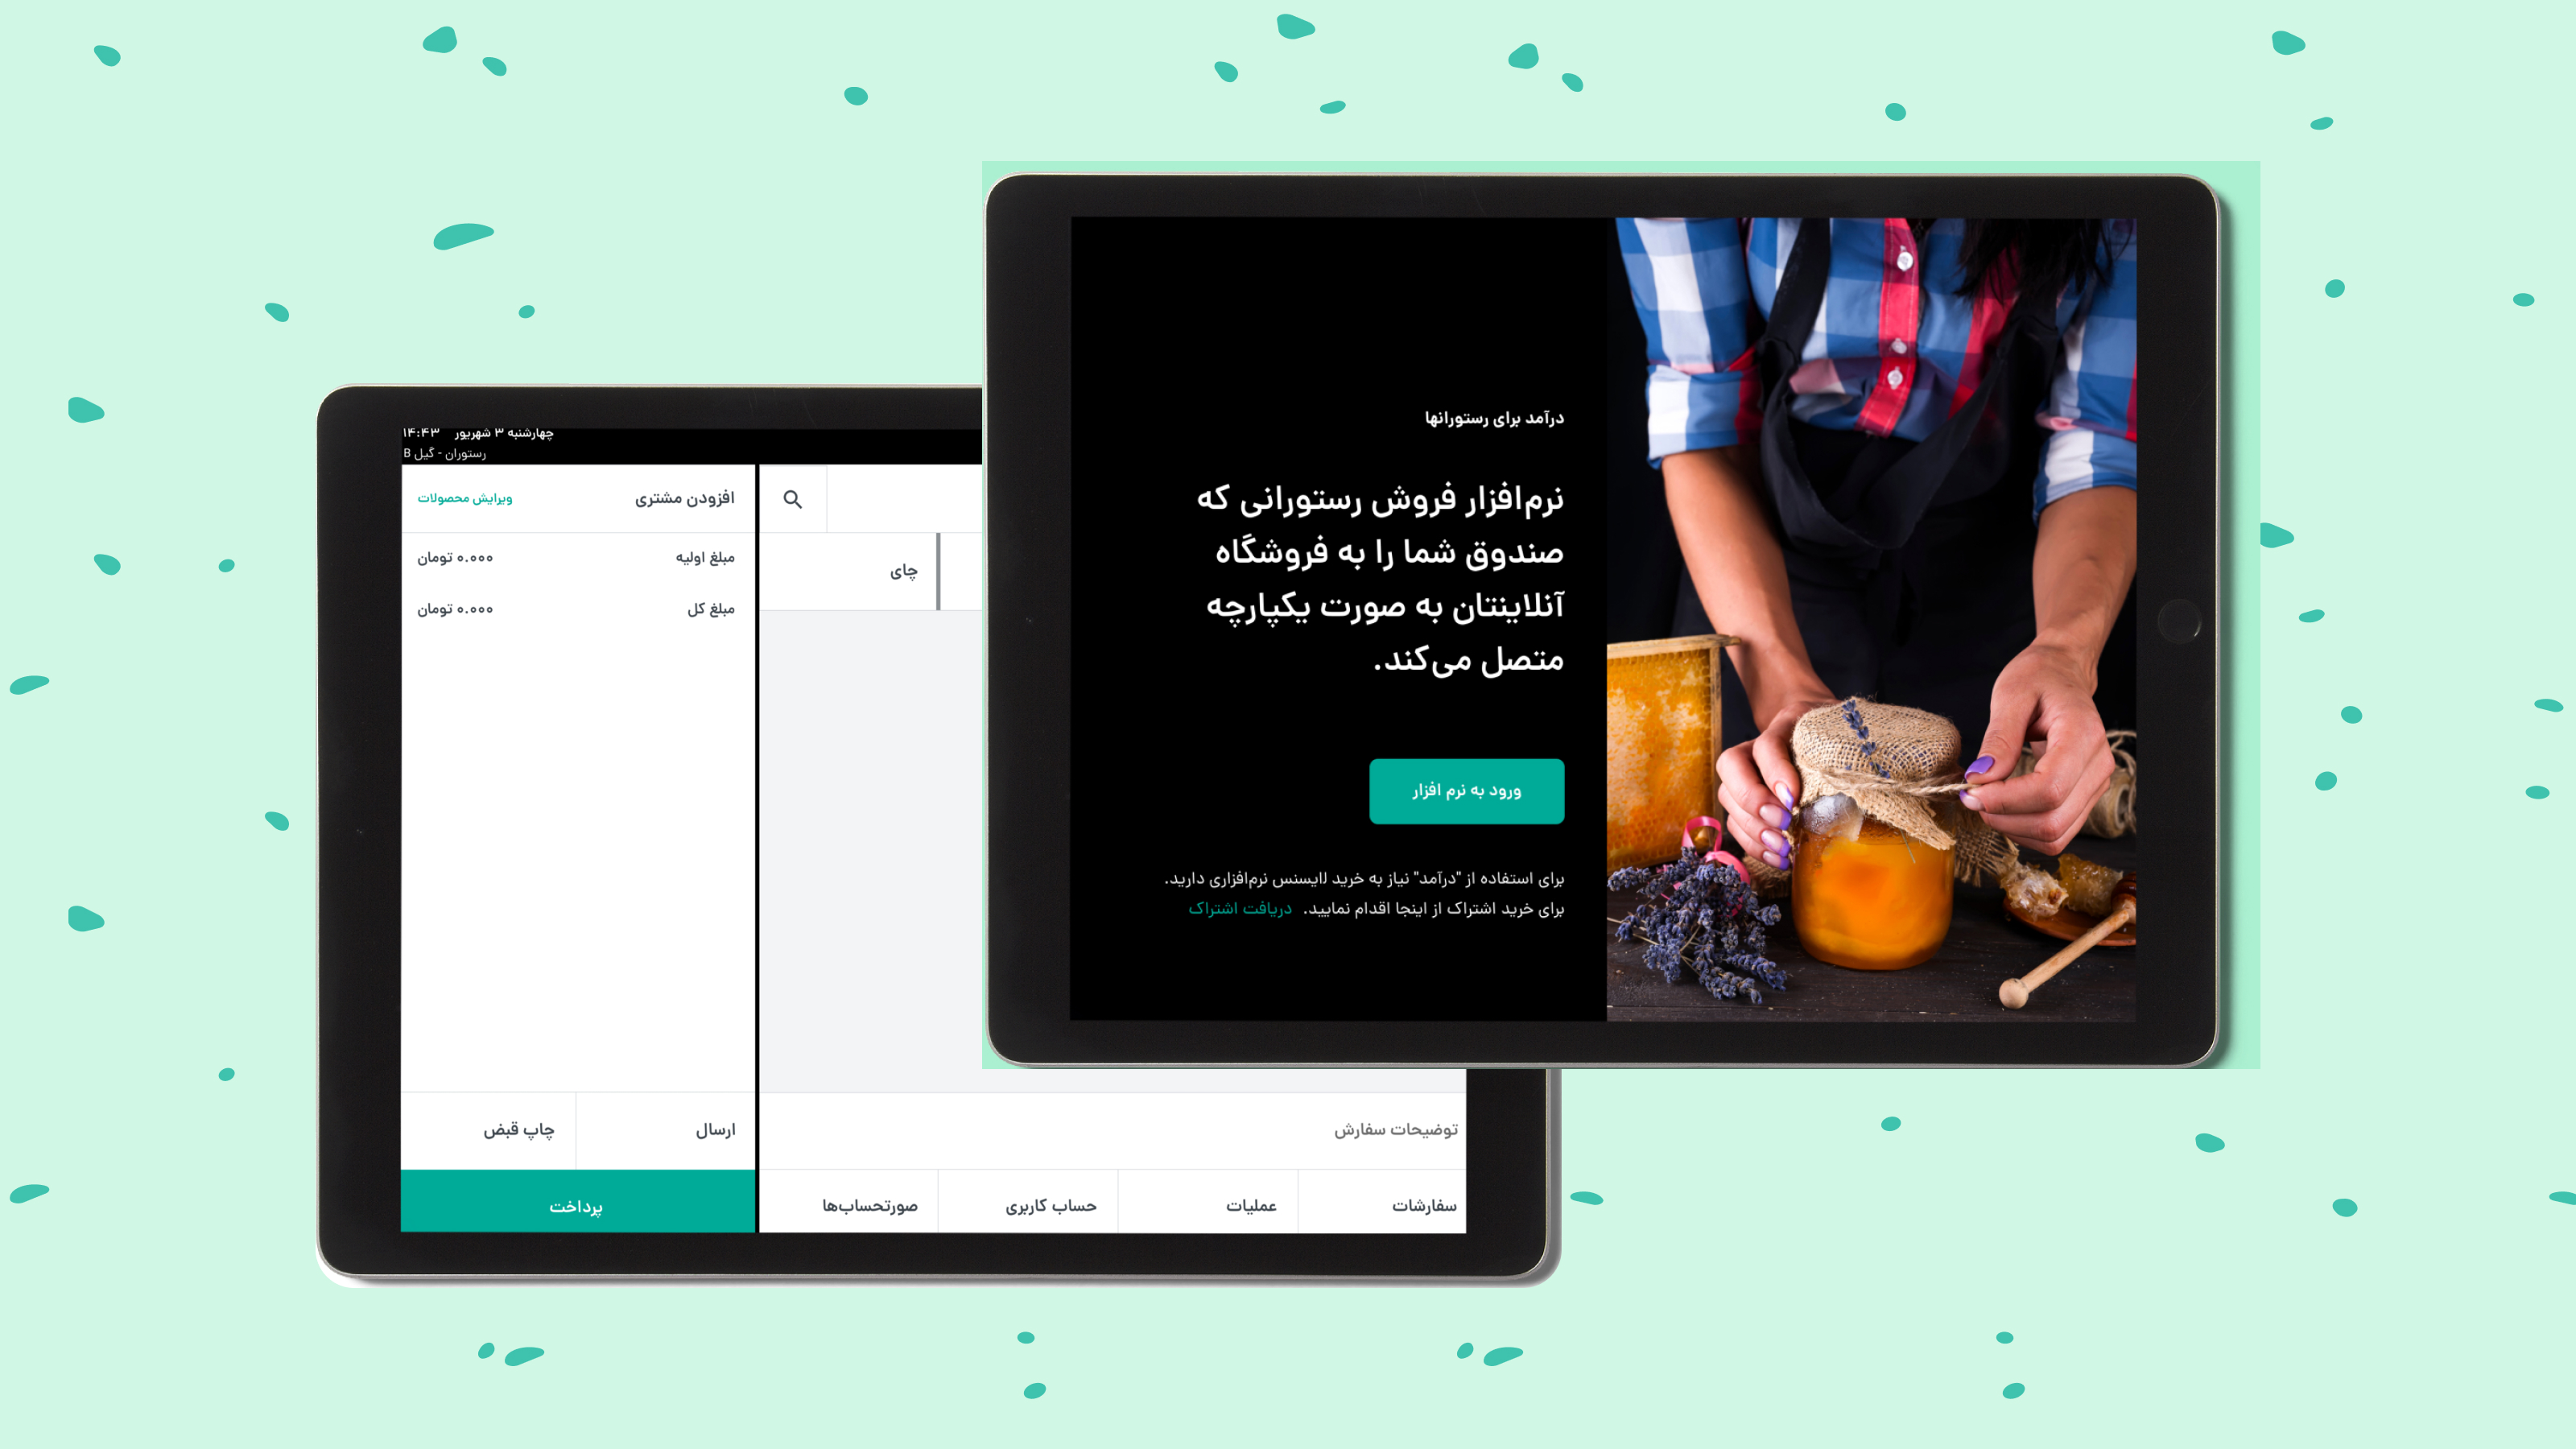 درآمد برای رستورانها
نرم‌افزار فروش رستورانی که
صندوق شما را به فروشگاه
آنلاینتان به صورت یکپارچه
متصل می‌کند.
ورود به نرم افزار
برای استفاده از "درآمد" نیاز به خرید لایسنس نرم‌افزاری دارید.
برای خرید اشتراک از اینجا اقدام نمایید. دریافت اشتراک
چهارشنبه ۳ شهریور ۱۴:۴۳
رستوران - گیل B
افزودن مشتری
ویرایش محصولات
مبلغ اولیه ۰.۰۰۰ تومان
مبلغ کل ۰.۰۰۰ تومان
چای
توضیحات سفارش
ارسال
چاپ قبض
سفارشات
عملیات
حساب کاربری
صورتحساب‌ها
پرداخت